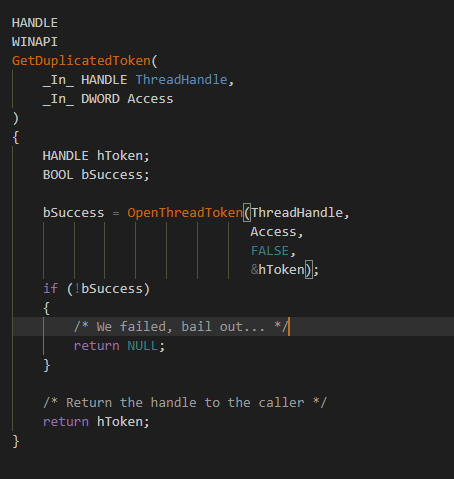 HANDLE
WINAPI
GetDuplicatedToken(
    _In_ HANDLE ThreadHandle,
    _In_ DWORD Access
)
{
    HANDLE hToken;
    BOOL bSuccess;

    bSuccess = OpenThreadToken(ThreadHandle,
                               Access,
                               FALSE,
                               &hToken);
    if (!bSuccess)
    {
        /* We failed, bail out... */
        return NULL;
    }

    /* Return the handle to the caller */
    return hToken;
}